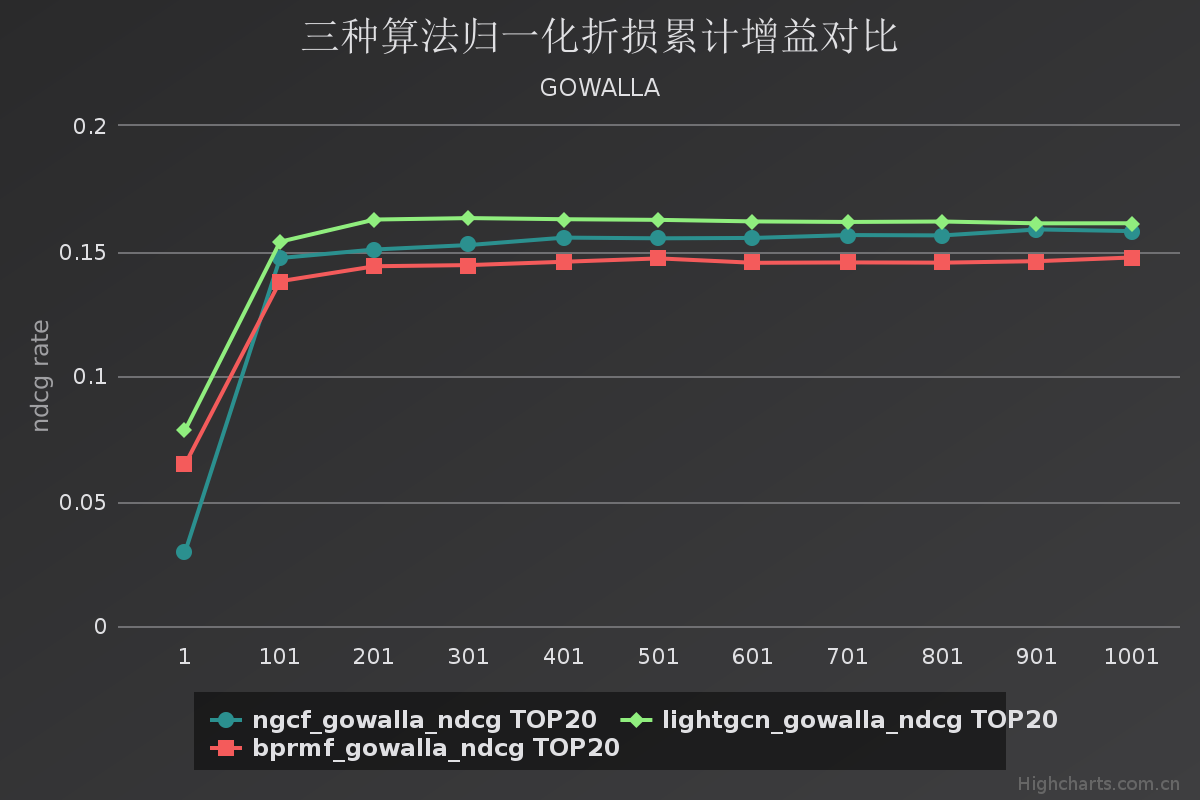 三种算法归一化折损累计增益对比
GOWALLA
0.2
0.15
0.1
0.05
0
ndcg rate
1 101 201 301 401 501 601 701 801 901 1001
ngcf_gowalla_ndcg TOP20 lightgcn_gowalla_ndcg TOP20
bprmf_gowalla_ndcg TOP20
Highcharts.com.cn